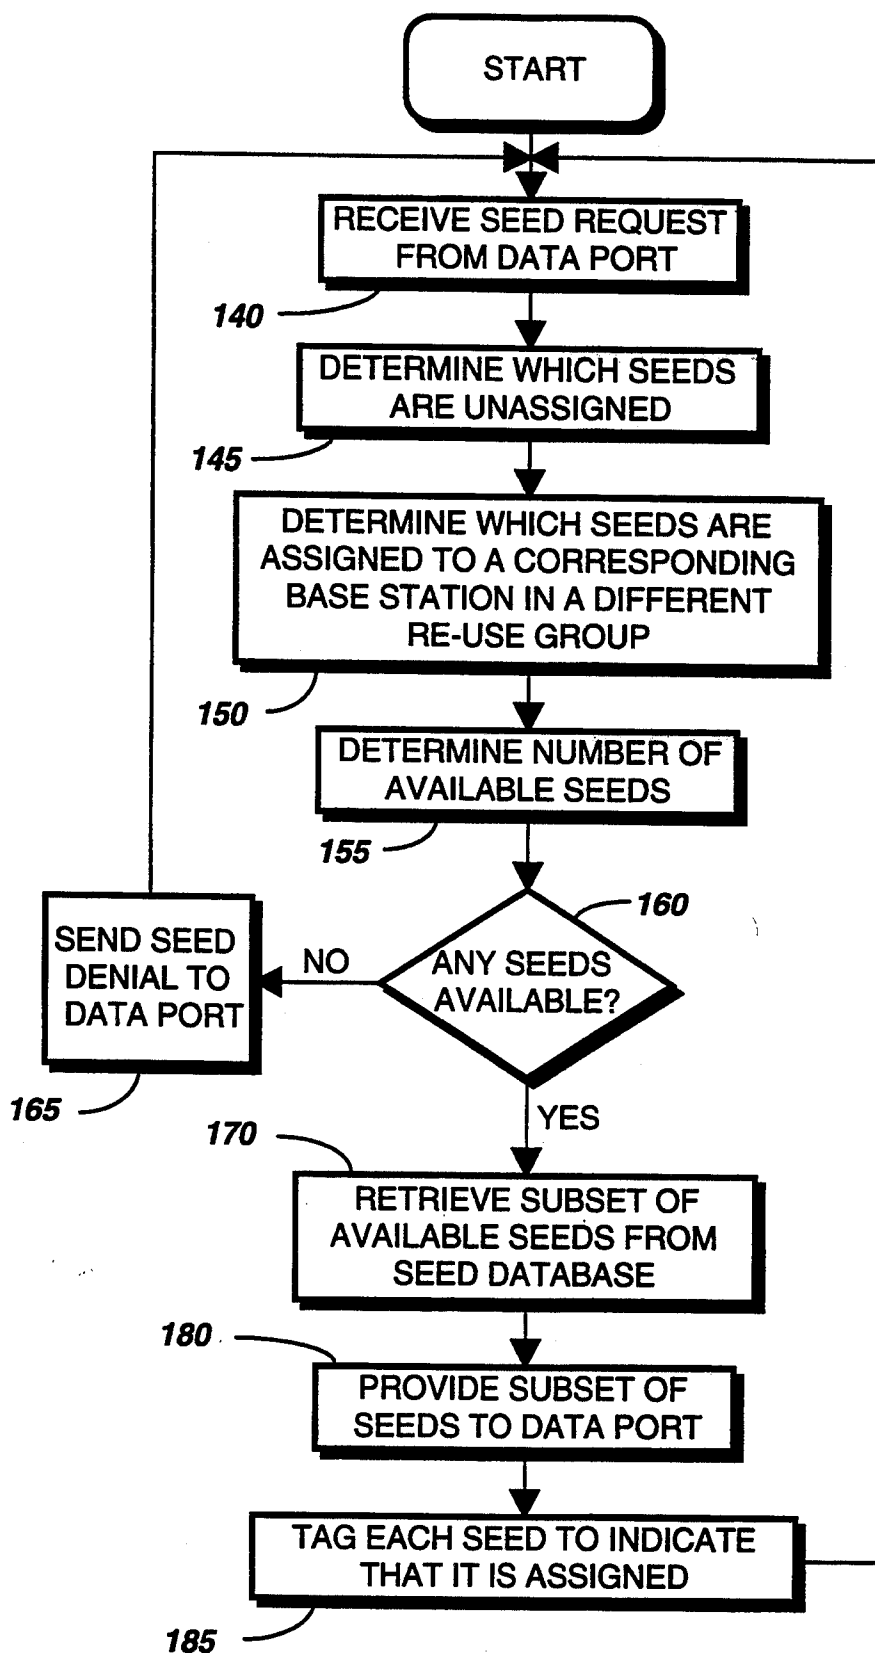 START
RECEIVE SEED REQUEST
FROM DATA PORT
140
DETERMINE WHICH SEEDS
ARE UNASSIGNED
145
DETERMINE WHICH SEEDS ARE
ASSIGNED TO A CORRESPONDING
BASE STATION IN A DIFFERENT
RE-USE GROUP
150
DETERMINE NUMBER OF
AVAILABLE SEEDS
155
160
ANY SEEDS
AVAILABLE?
NO
SEND SEED
DENIAL TO
DATA PORT
165
YES
170
RETRIEVE SUBSET OF
AVAILABLE SEEDS FROM
SEED DATABASE
180
PROVIDE SUBSET OF
SEEDS TO DATA PORT
TAG EACH SEED TO INDICATE
THAT IT IS ASSIGNED
185